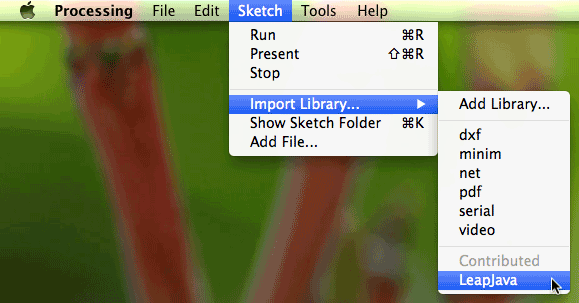 Processing File Edit Sketch Tools Help
Run ⌘R
Present ⇧⌘R
Stop
Import Library... ▶
Show Sketch Folder ⌘K
Add File...
Add Library...
dxf
minim
net
pdf
serial
video
Contributed
LeapJava